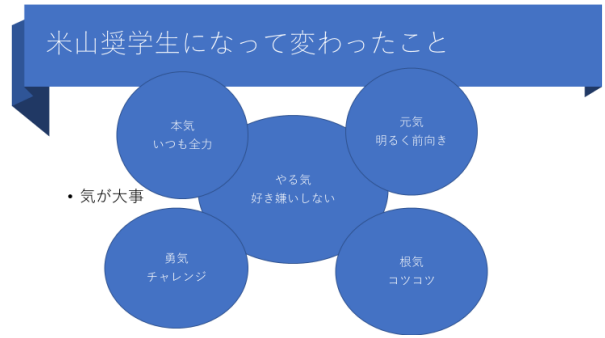 米山奨学生になって変わったこと
本気
いつも全力
元気
明るく前向き
やる気
好き嫌いしない
• 気が大事
勇気
チャレンジ
根気
コツコツ